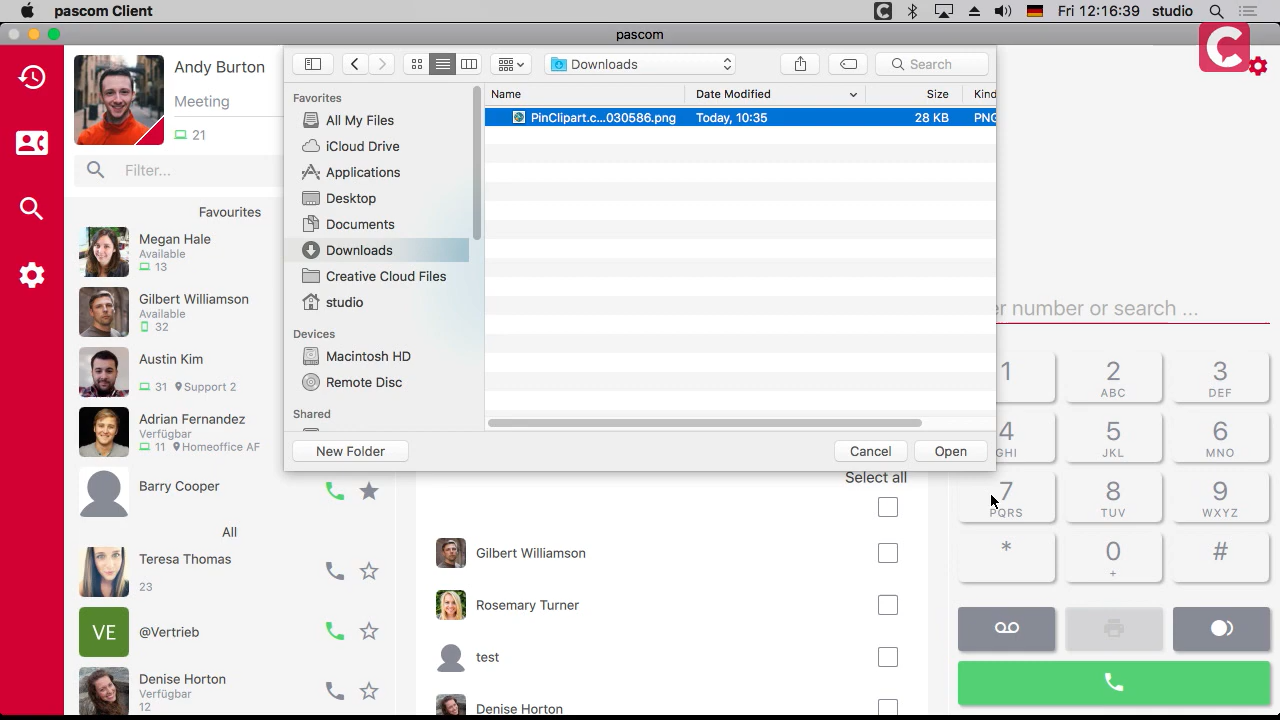 pascom Client
Fri 12:16:39 studio
pascom
Andy Burton
Meeting
21
Filter...
Favourites
Megan Hale
Available
13
Gilbert Williamson
Available
32
Austin Kim
31 Support 2
Adrian Fernandez
Verfügbar
11 Homeoffice AF
Barry Cooper
All
Teresa Thomas
23
VE @Vertrieb
Denise Horton
Verfügbar
12
Downloads
Search
Favorites
All My Files
iCloud Drive
Applications
Desktop
Documents
Downloads
Creative Cloud Files
studio
Devices
Macintosh HD
Remote Disc
Shared
Name Date Modified Size Kind
PinClipart.c...030586.png Today, 10:35 28 KB PNG
New Folder Cancel Open
Select all
Gilbert Williamson
Rosemary Turner
test
Denise Horton
number or search ...
1 2 3
ABC DEF
4 5 6
GHI JKL MNO
7 8 9
PQRS TUV WXYZ
* 0 #
+